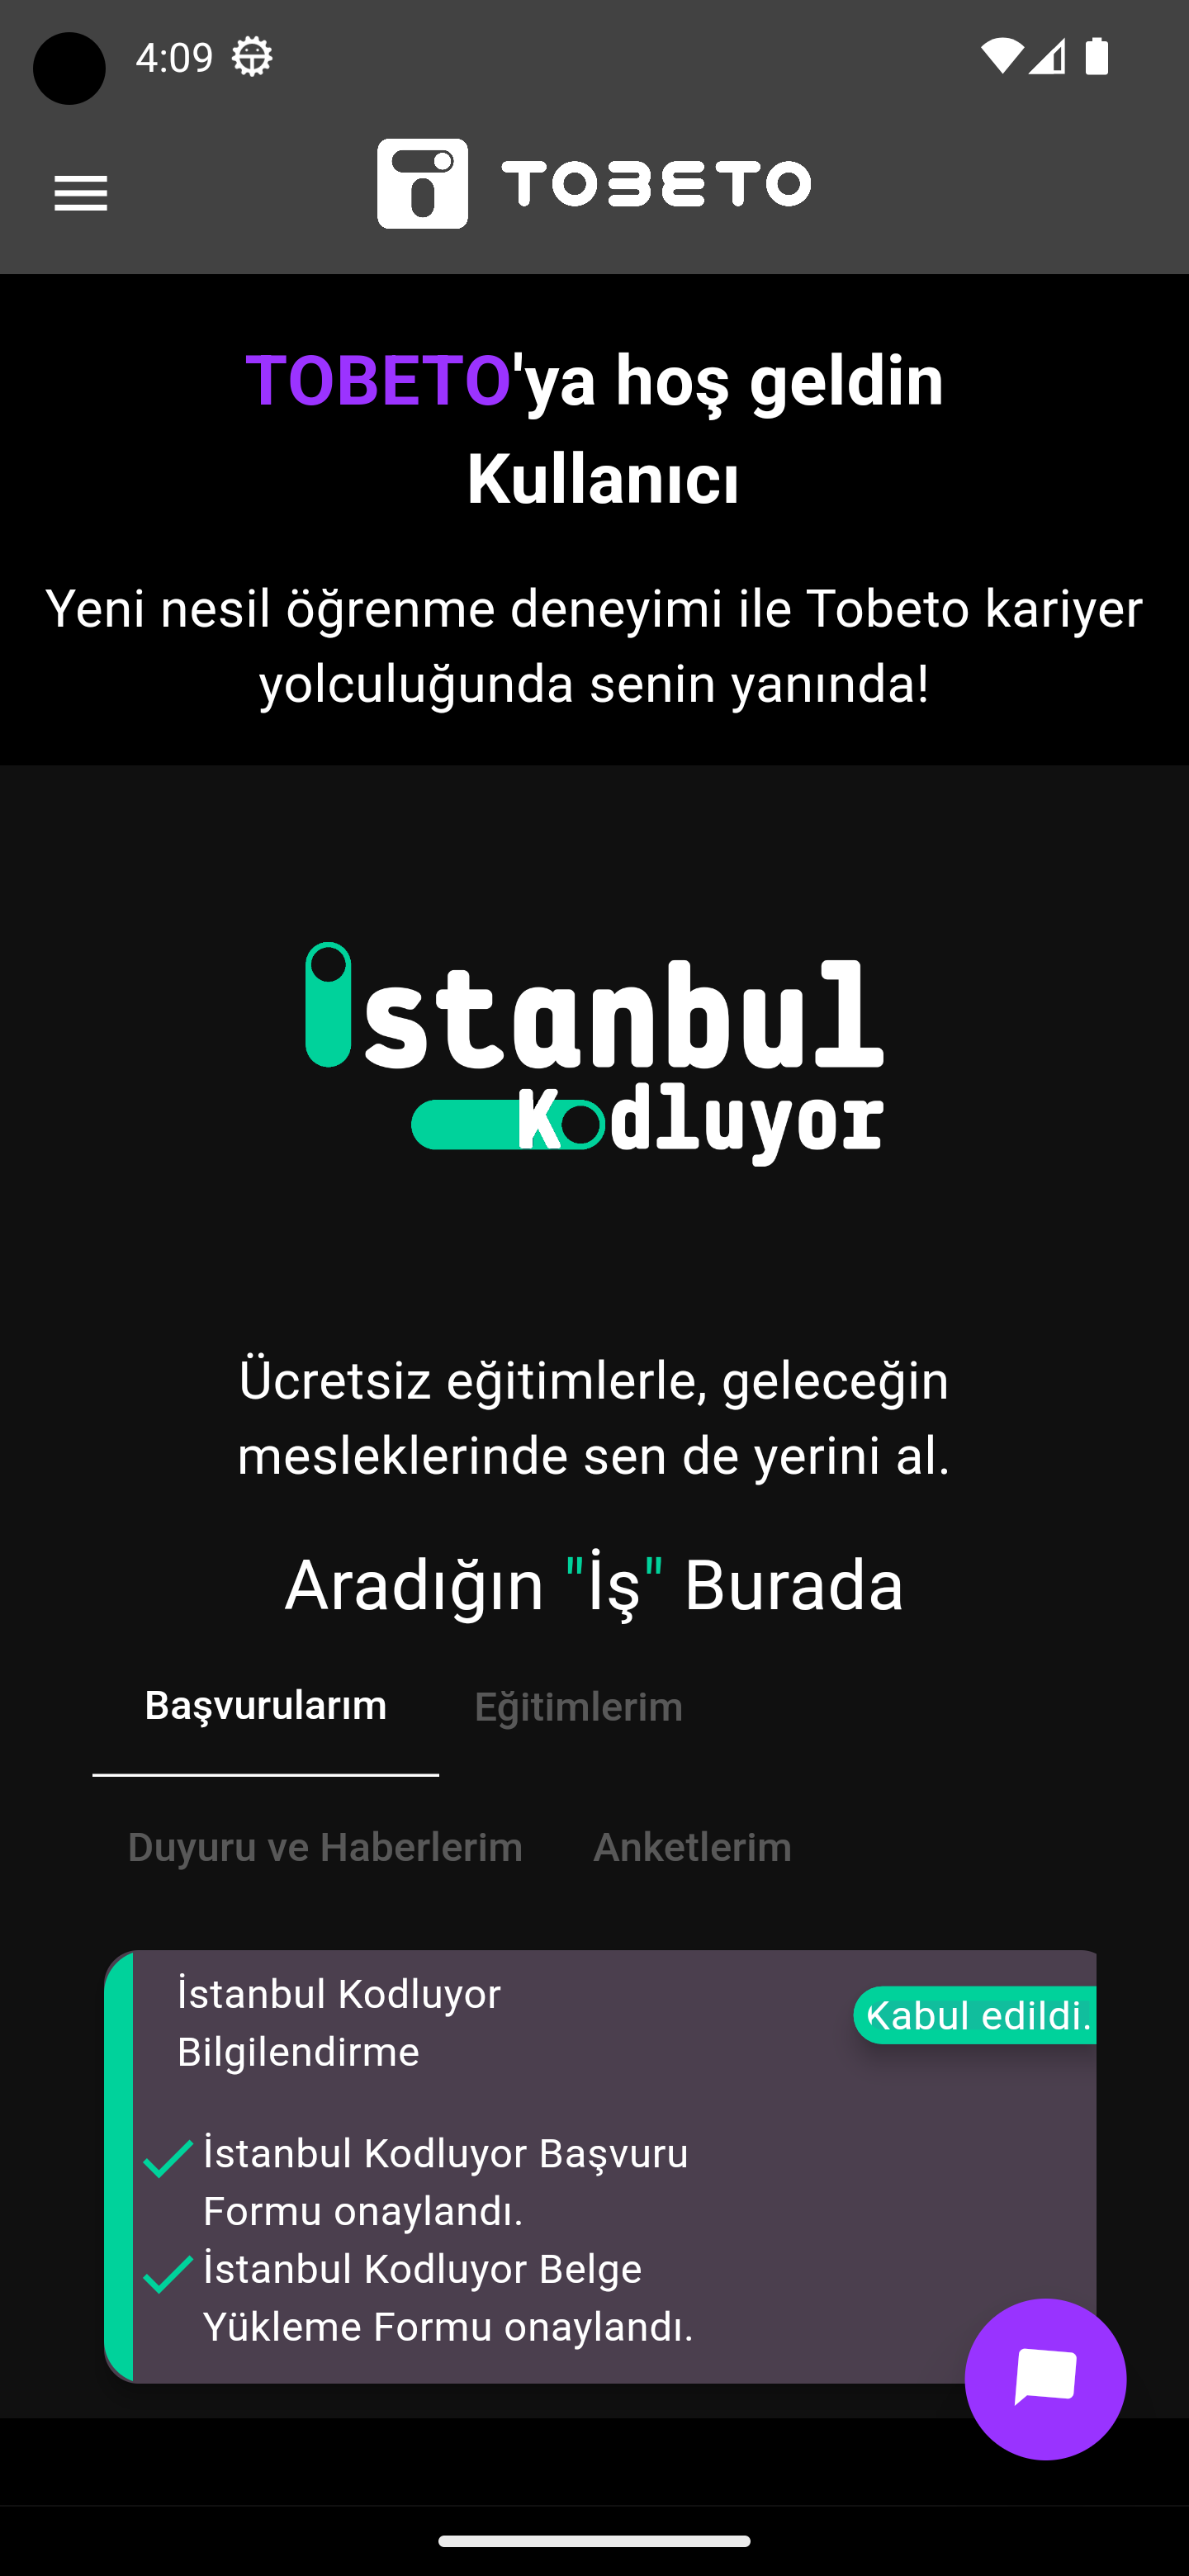 4:09
TOBETO
TOBETO'ya hoş geldin
Kullanıcı
Yeni nesil öğrenme deneyimi ile Tobeto kariyer
yolculuğunda senin yanında!
istanbul
Kodluyor
Ücretsiz eğitimlerle, geleceğin
mesleklerinde sen de yerini al.
Aradığın "İş" Burada
Başvurularım Eğitimlerim
Duyuru ve Haberlerim Anketlerim
İstanbul Kodluyor
Bilgilendirme
Kabul edildi.
İstanbul Kodluyor Başvuru
Formu onaylandı.
İstanbul Kodluyor Belge
Yükleme Formu onaylandı.